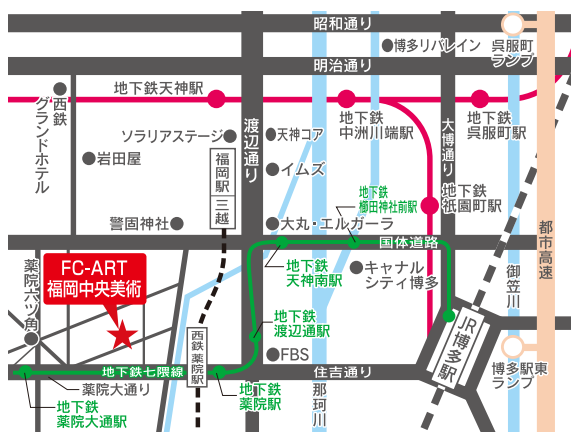 昭和通り
博多リバレイン
呉服町
ランプ
明治通り
西鉄
グランドホテル
地下鉄天神駅
地下鉄
中洲川端駅
地下鉄
呉服町駅
ソラリアステージ
渡辺通り
天神コア
大博通り
岩田屋
福岡駅
三越
イムズ
地下鉄
櫛田神社前駅
地下鉄
祇園町駅
警固神社
大丸・エルガーラ
都市高速
国体道路
薬院六ツ角
FC-ART
福岡中央美術
地下鉄
天神南駅
キャナル
シティ博多
御笠川
地下鉄
渡辺通駅
JR博多駅
西鉄薬院駅
FBS
博多駅東
ランプ
地下鉄七隈線
住吉通り
薬院大通り
地下鉄
薬院駅
那珂川
地下鉄
薬院大通駅